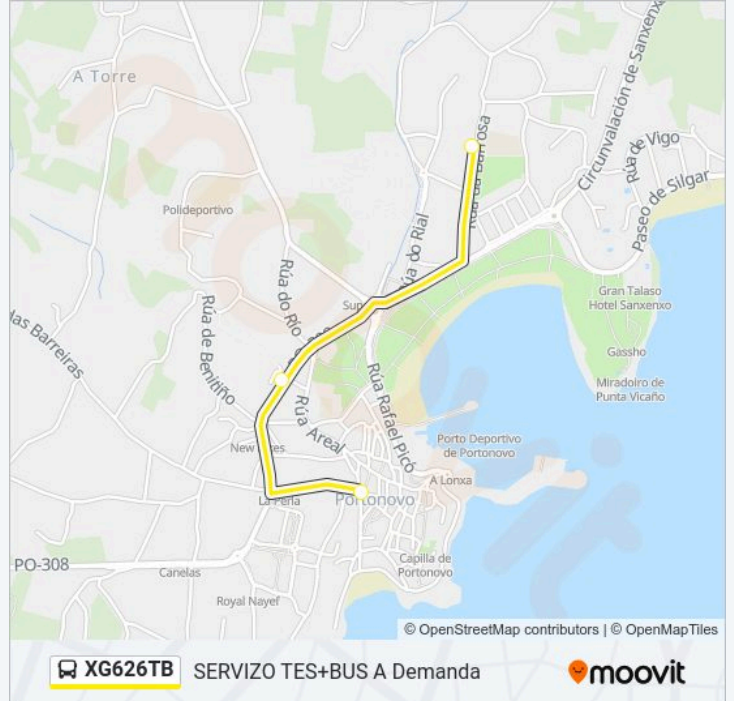 Circunvalación de Sanxenxo
A Torre
Rúa da Barrosa
Rúa de Vigo
Paseo de Silgar
Polideportivo
Rúa do Rial
Rúa do Río
Gran Talaso
Hotel Sanxenxo
Rúa de Benitiño
las Barreiras
Gassho
Rúa Rafael Picó
Miradoiro de
Punta Vicaño
Rúa Areal
Porto Deportivo
de Portonovo
A Lonxa
La Peña
Portonovo
PO-308
Canelas
Capilla de
Portonovo
Royal Nayef
© OpenStreetMap contributors | © OpenMapTiles
XG626TB
SERVIZO TES+BUS A Demanda
moovit